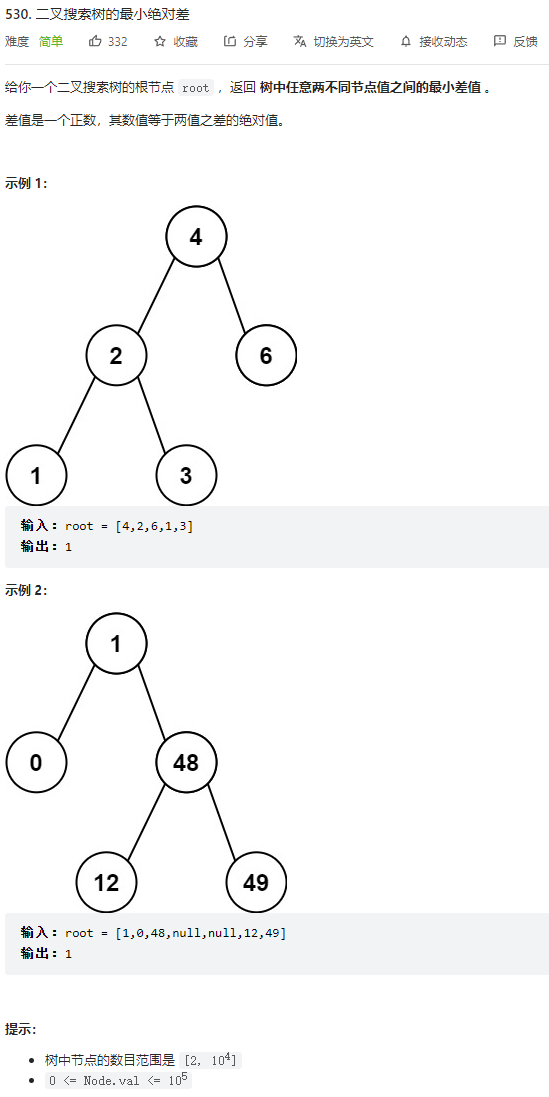 530. 二叉搜索树的最小绝对差
难度 简单 332 收藏 分享 切换为英文 接收动态 反馈
给你一个二叉搜索树的根节点 root ，返回 树中任意两不同节点值之间的最小差值 。
差值是一个正数，其数值等于两值之差的绝对值。
示例 1：
4
2 6
1 3
输入：root = [4,2,6,1,3]
输出：1
示例 2：
1
0 48
12 49
输入：root = [1,0,48,null,null,12,49]
输出：1
提示：
• 树中节点的数目范围是 [2, 10⁴]
• 0 <= Node.val <= 10⁵